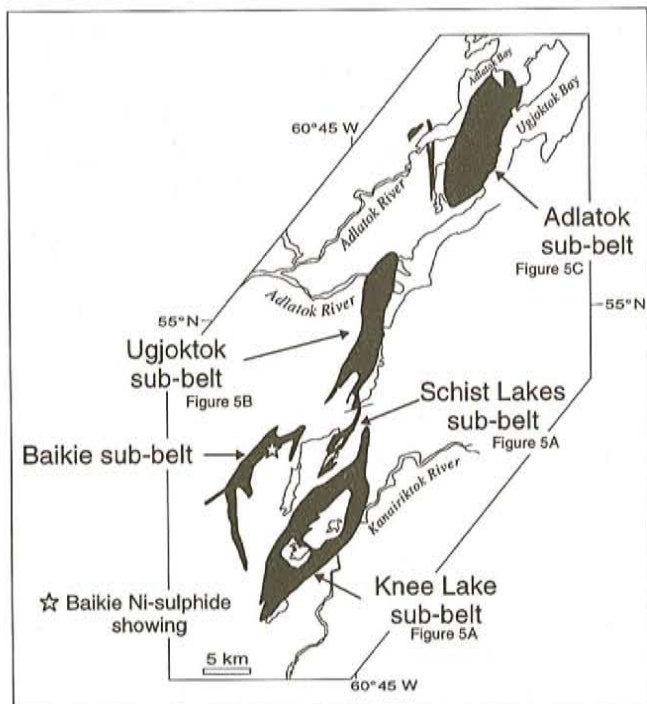 Adlatok Bay
60°45 W
Ugjoktok Bay
Adlatok River
Adlatok
sub-belt
Figure 5C
Adlatok River
55°N
55°N
Ugjoktok
sub-belt
Figure 5B
Schist Lakes
sub-belt
Figure 5A
Baikie sub-belt
Kanairiktok River
Baikie Ni-sulphide
showing
Knee Lake
sub-belt
Figure 5A
5 km
60°45 W